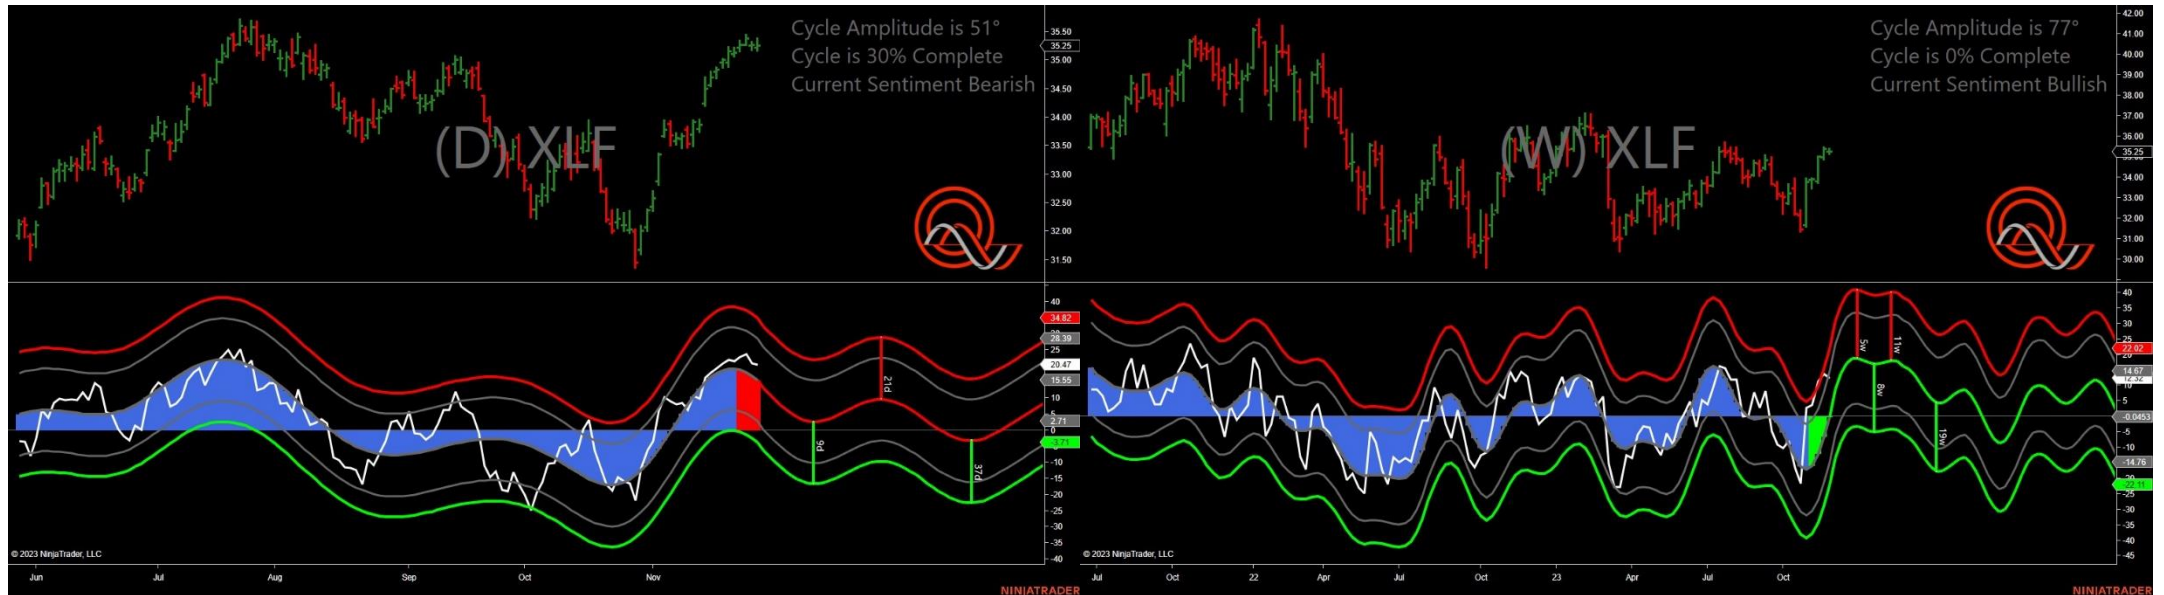 Cycle Amplitude is 51°
Cycle is 30% Complete
Current Sentiment Bearish
(D) XLF
35.50
35.25
35.00
34.50
34.00
33.50
33.00
32.50
32.00
31.50
40
34.82
28.39
25
20.47
15.55
10
5
2.71
0
-3.71
-10
-15
-20
-25
-30
-35
-40
21d
9d
37d
© 2023 NinjaTrader, LLC
Jun Jul Aug Sep Oct Nov
NINJATRADER
Cycle Amplitude is 77°
Cycle is 0% Complete
Current Sentiment Bullish
(W) XLF
42.00
41.00
40.00
39.00
38.00
37.00
36.00
35.25
34.00
33.00
32.00
31.00
30.00
40
35
30
25
22.02
14.67
12.32
5
-0.0453
-5
-10
-14.76
-22.11
-25
-30
-35
-40
-45
5w
11w
8w
19w
© 2023 NinjaTrader, LLC
Jul Oct 22 Apr Jul Oct 23 Apr Jul Oct
NINJATRADER